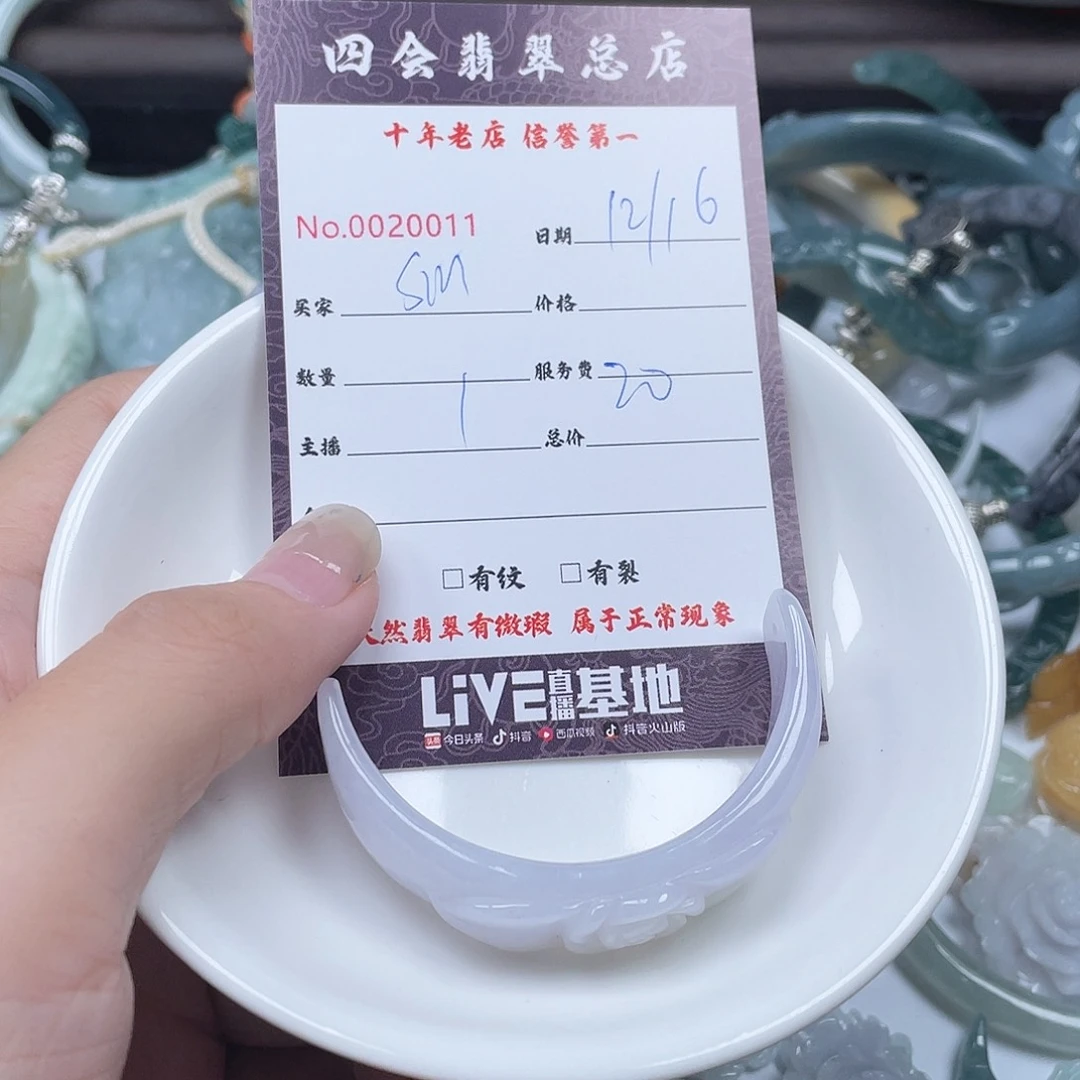 四会翡翠总店
十年老店 信誉第一
No.0020011 日期 12/16
买家 sm 价格
数量 1 服务费 20
主播 总价
□有纹 □有裂
然翡翠有微瑕 属于正常现象
LiVE直播基地
头条 今日头条 抖音 西瓜视频 抖音火山版